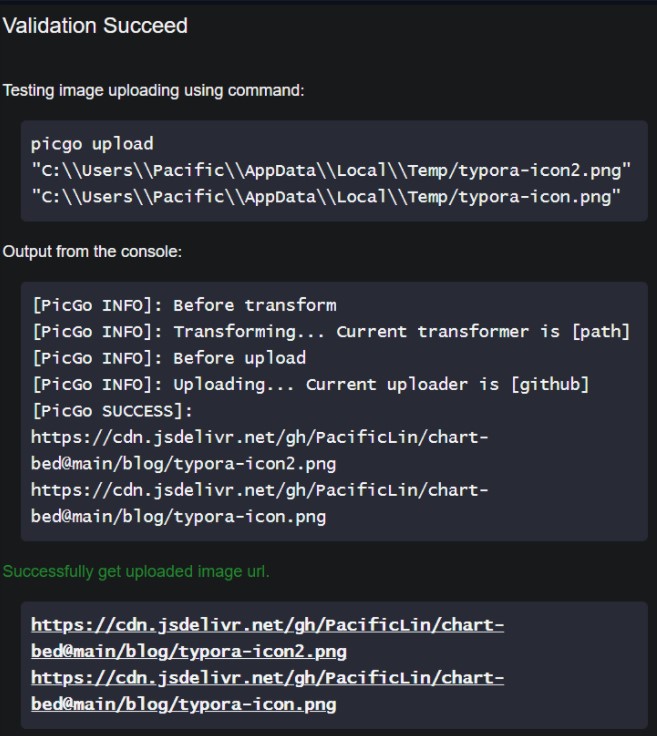 Validation Succeed
Testing image uploading using command:
picgo upload
"C:\\Users\\Pacific\\AppData\\Local\\Temp/typora-icon2.png"
"C:\\Users\\Pacific\\AppData\\Local\\Temp/typora-icon.png"
Output from the console:
[PicGo INFO]: Before transform
[PicGo INFO]: Transforming... Current transformer is [path]
[PicGo INFO]: Before upload
[PicGo INFO]: Uploading... Current uploader is [github]
[PicGo SUCCESS]:
https://cdn.jsdelivr.net/gh/PacificLin/chart-
bed@main/blog/typora-icon2.png
https://cdn.jsdelivr.net/gh/PacificLin/chart-
bed@main/blog/typora-icon.png
Successfully get uploaded image url.
https://cdn.jsdelivr.net/gh/PacificLin/chart-
bed@main/blog/typora-icon2.png
https://cdn.jsdelivr.net/gh/PacificLin/chart-
bed@main/blog/typora-icon.png